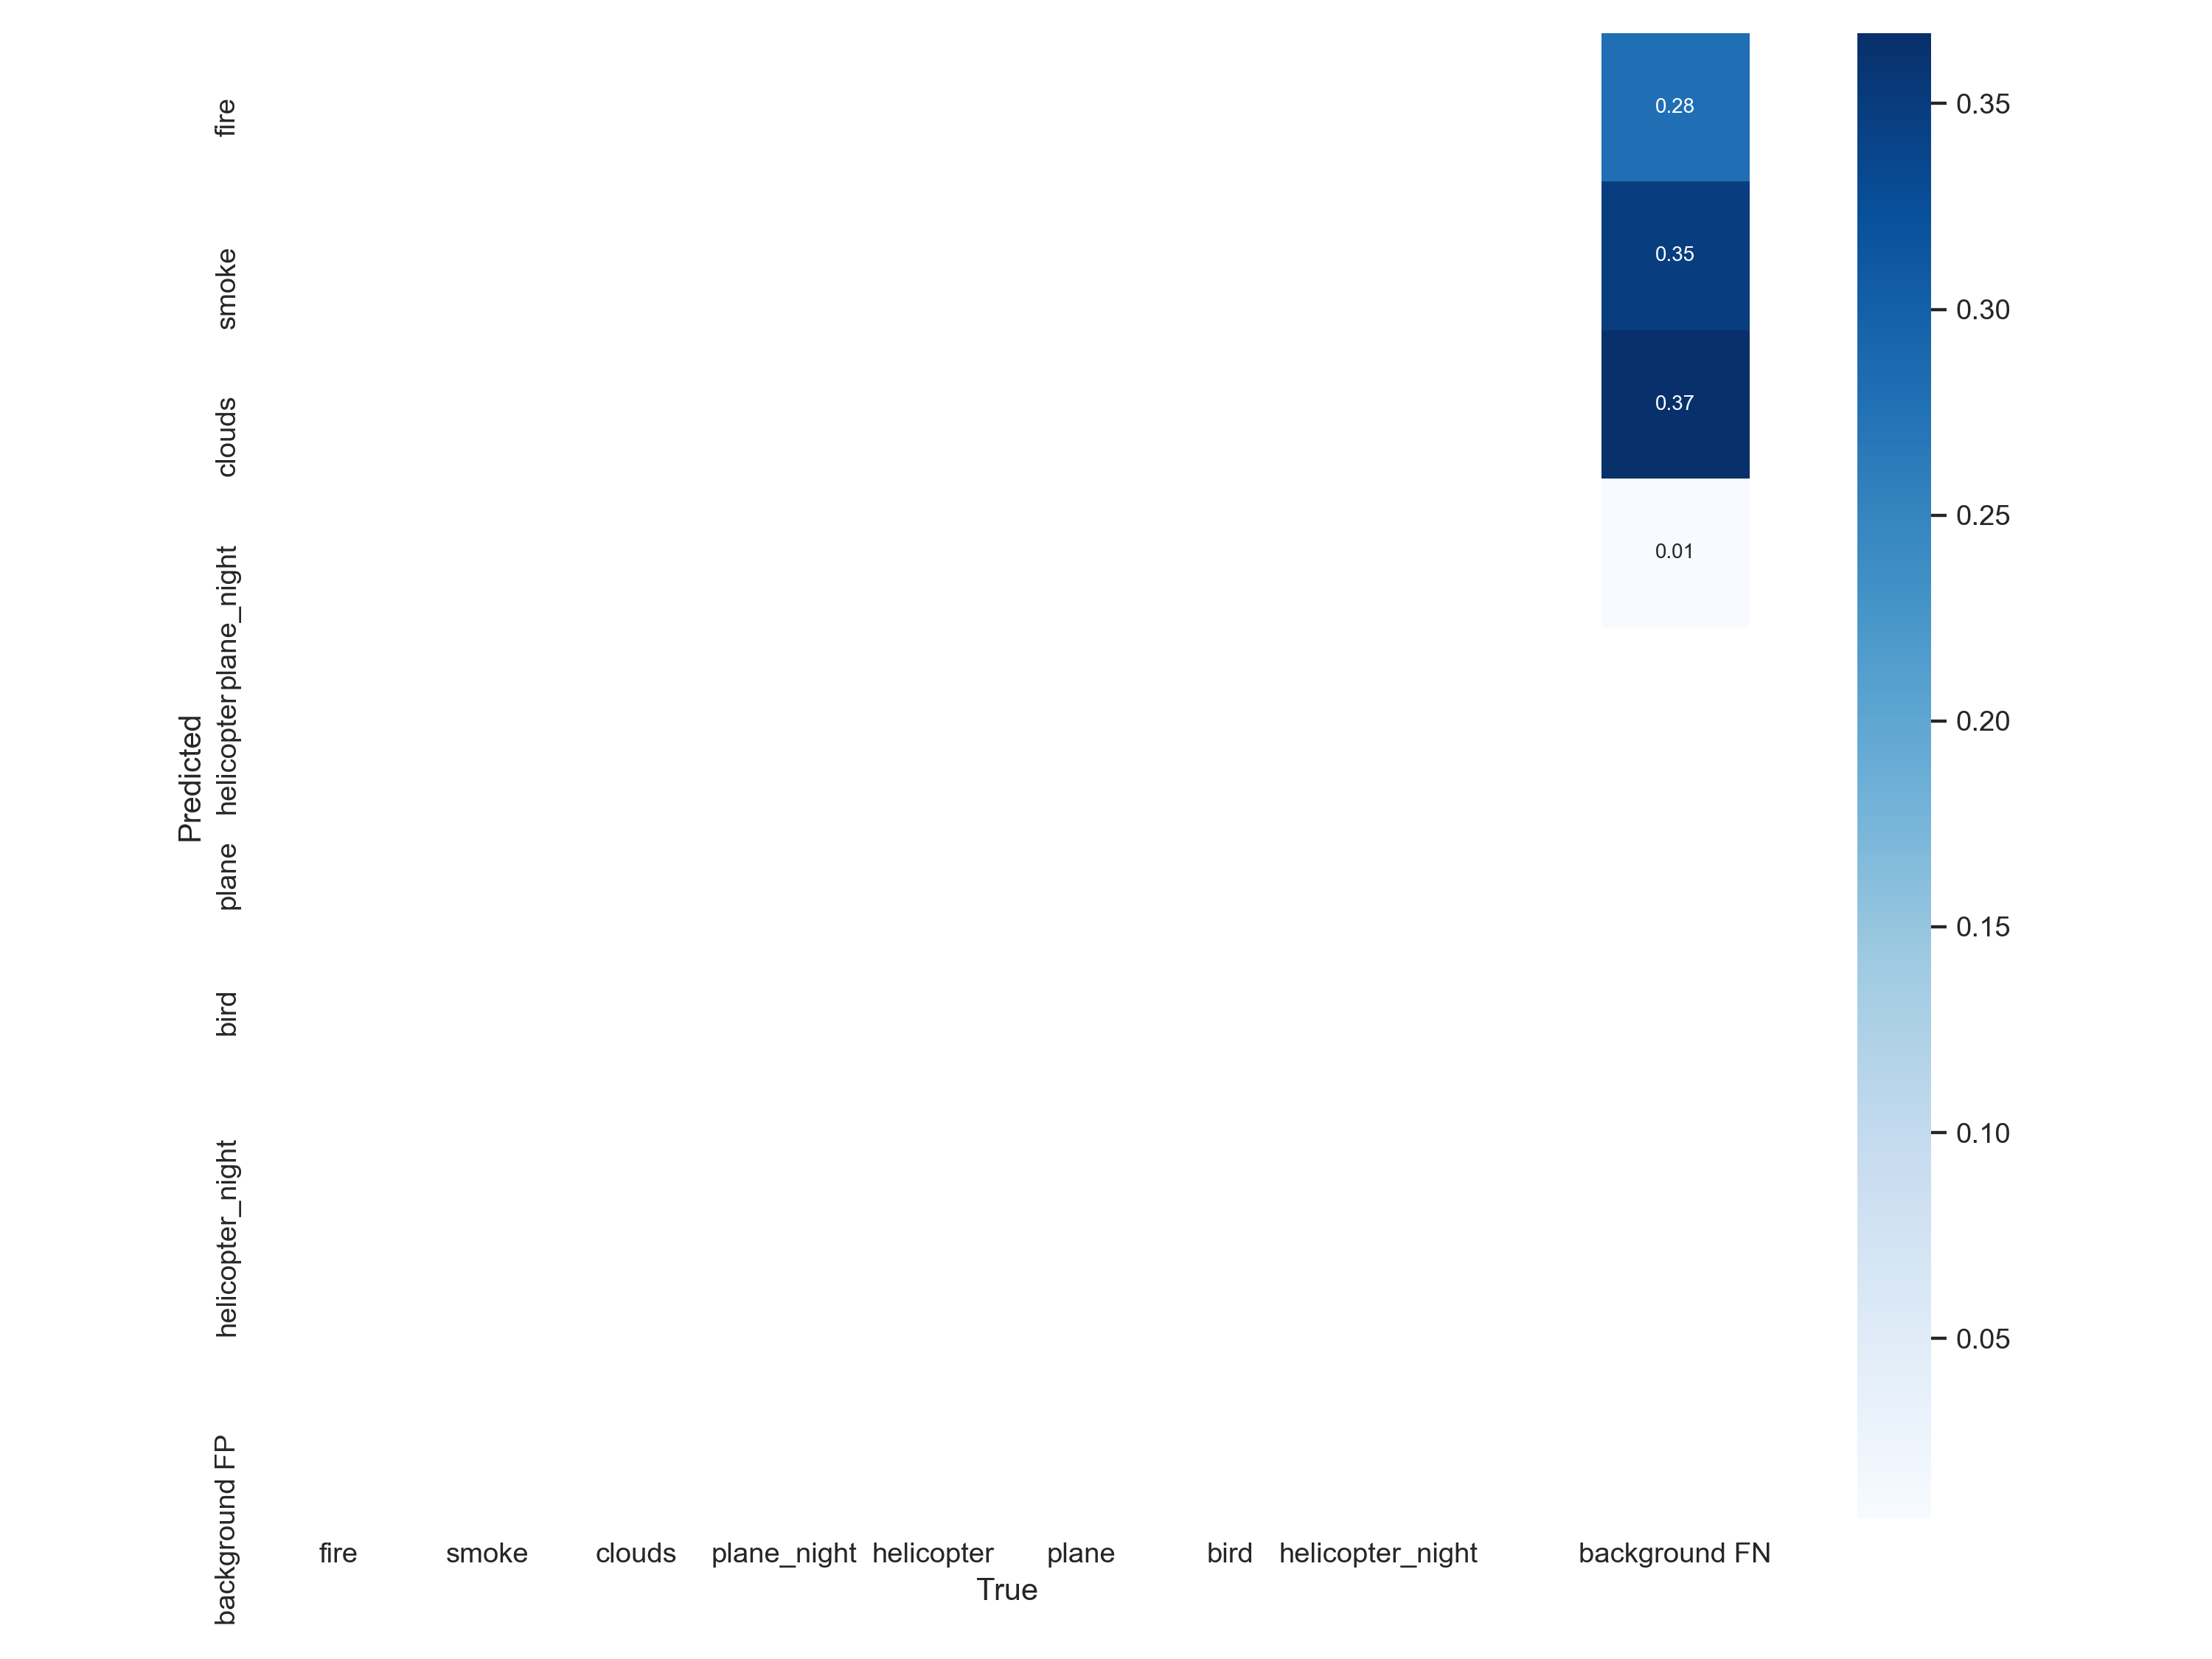 Predicted
fire
smoke
clouds
plane_night
helicopter
plane
bird
helicopter_night
background FP
0.28
0.35
0.37
0.01
fire smoke clouds plane_night helicopter plane bird helicopter_night background FN
True
0.35
0.30
0.25
0.20
0.15
0.10
0.05